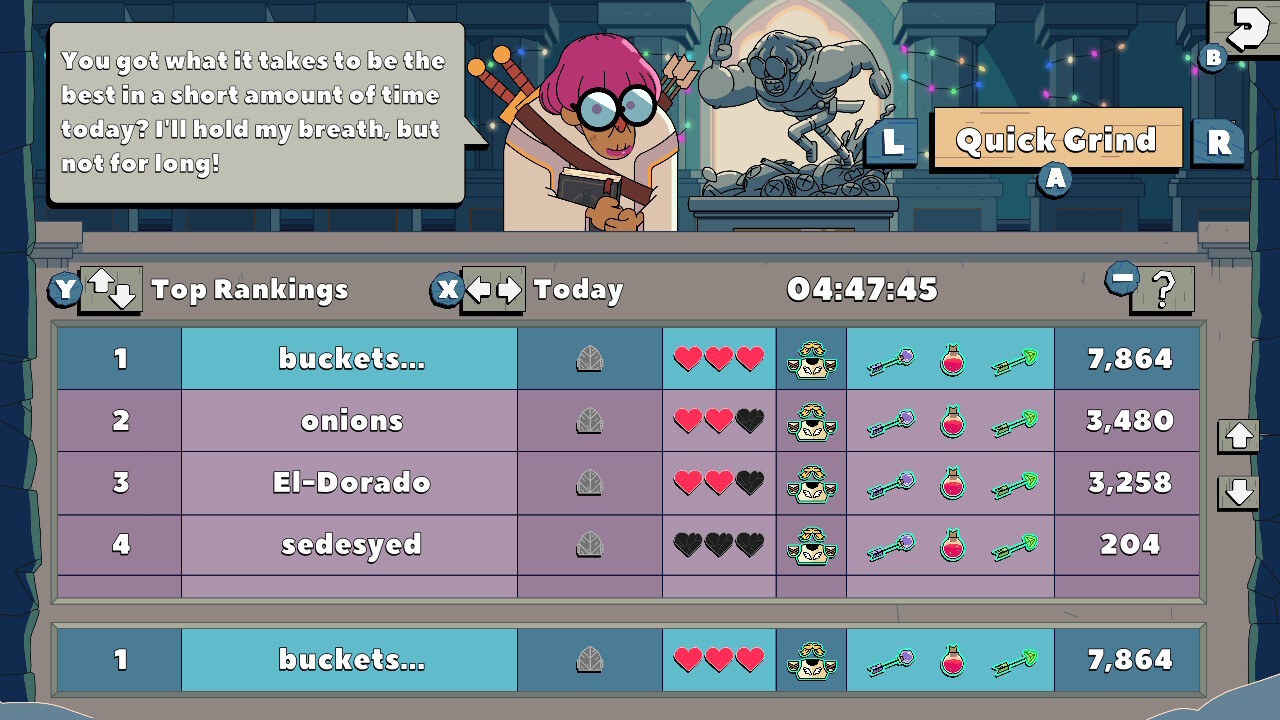 You got what it takes to be the
best in a short amount of time
today? I'll hold my breath, but
not for long!
B
L
Quick Grind
R
A
Y
Top Rankings
X
Today
04:47:45
?
1 buckets... 7,864
2 onions 3,480
3 El-Dorado 3,258
4 sedesyed 204
1 buckets... 7,864